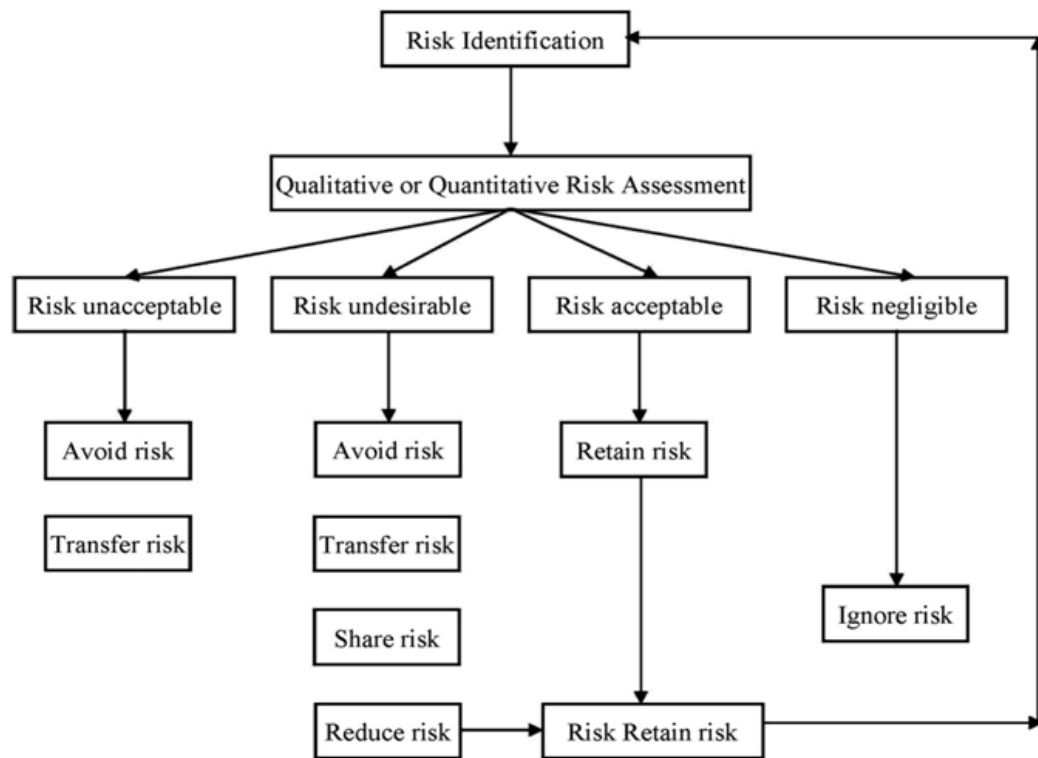 Risk Identification
Qualitative or Quantitative Risk Assessment
Risk unacceptable
Risk undesirable
Risk acceptable
Risk negligible
Avoid risk
Avoid risk
Retain risk
Transfer risk
Transfer risk
Ignore risk
Share risk
Reduce risk
Risk Retain risk